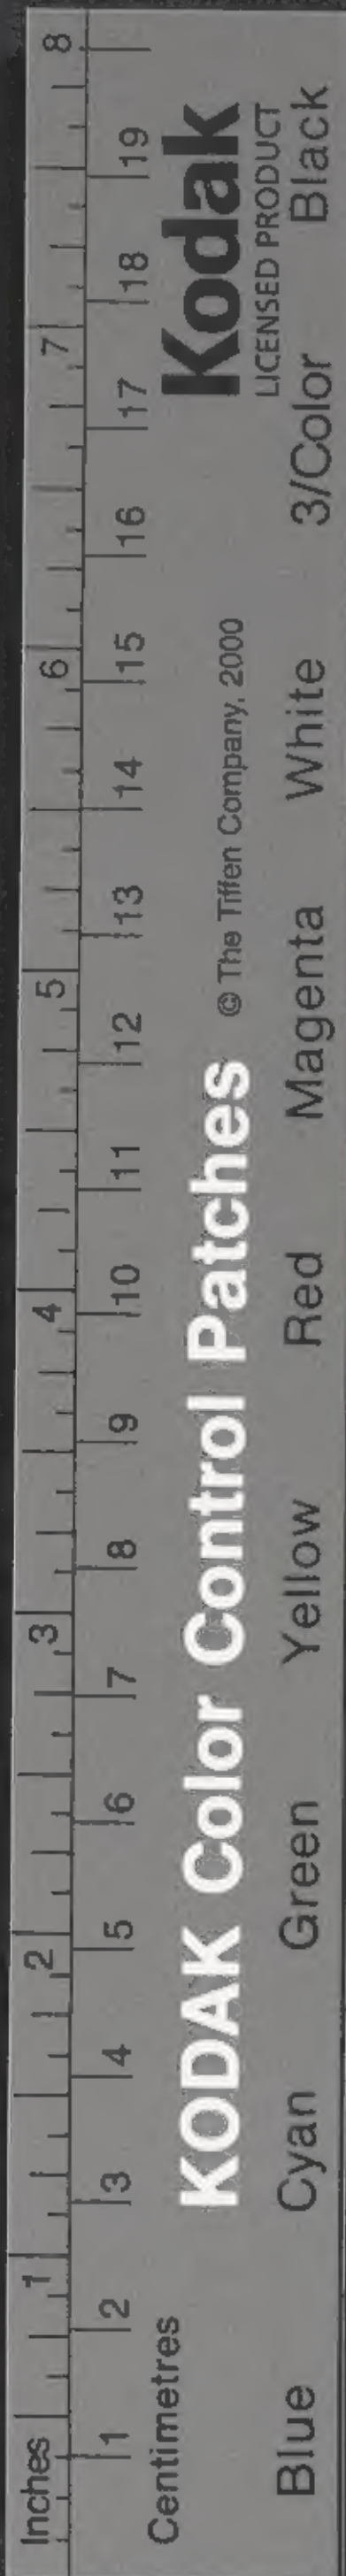 Inches 1 2 3 4 5 6 7 8
1 2 3 4 5 6 7 8 9 10 11 12 13 14 15 16 17 18 19
Centimetres
KODAK Color Control Patches © The Tiffen Company, 2000 Kodak
LICENSED PRODUCT
Blue Cyan Green Yellow Red Magenta White 3/Color Black